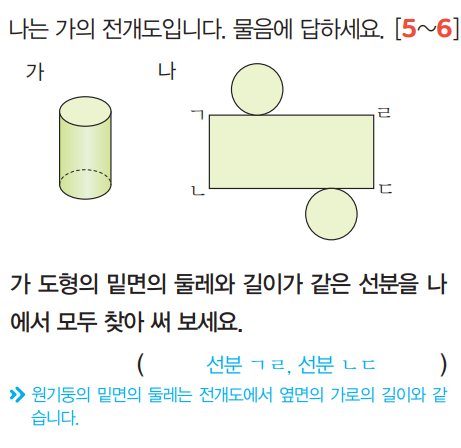 나는 가의 전개도입니다. 물음에 답하세요. [5~6]
가 나
ㄱ ㄹ
ㄴ ㄷ
가 도형의 밑면의 둘레와 길이가 같은 선분을 나
에서 모두 찾아 써 보세요.
( 선분 ㄱㄹ, 선분 ㄴㄷ )
≫ 원기둥의 밑면의 둘레는 전개도에서 옆면의 가로의 길이와 같
습니다.